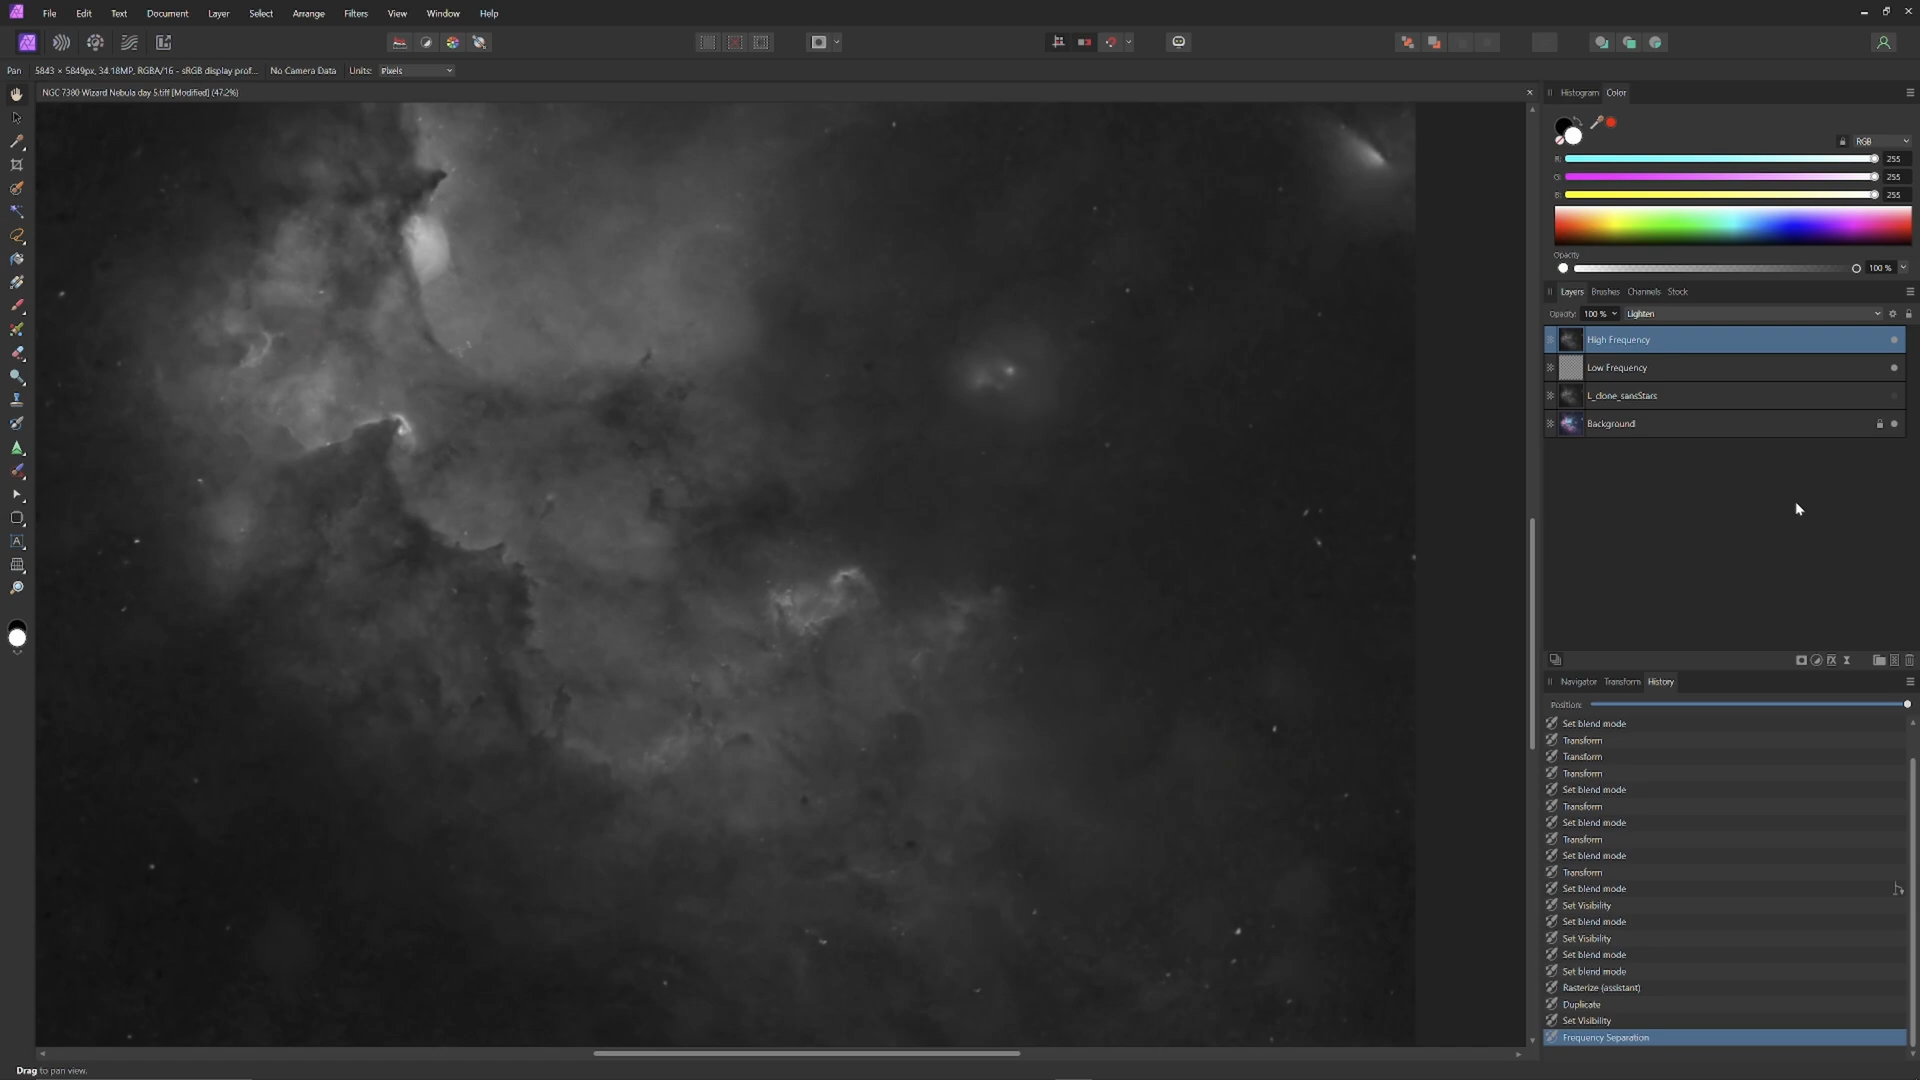 File Edit Text Document Layer Select Arrange Filters View Window Help
Pan 5843 × 5849px, 34.18MP, RGBA/16 - sRGB display prof... No Camera Data Units: Pixels
NGC 7380 Wizard Nebula day 5.tiff [Modified] (47.2%)
Histogram Color
RGB
R: 255
G: 255
B: 255
Opacity
100 %
Layers Brushes Channels Stock
Opacity: 100 % Lighten
High Frequency
Low Frequency
L_clone_sansStars
Background
Navigator Transform History
Position:
Set blend mode
Transform
Transform
Transform
Set blend mode
Transform
Set blend mode
Transform
Set blend mode
Transform
Set blend mode
Set Visibility
Set blend mode
Set Visibility
Set blend mode
Set blend mode
Rasterize (assistant)
Duplicate
Set Visibility
Frequency Separation
Drag to pan view.